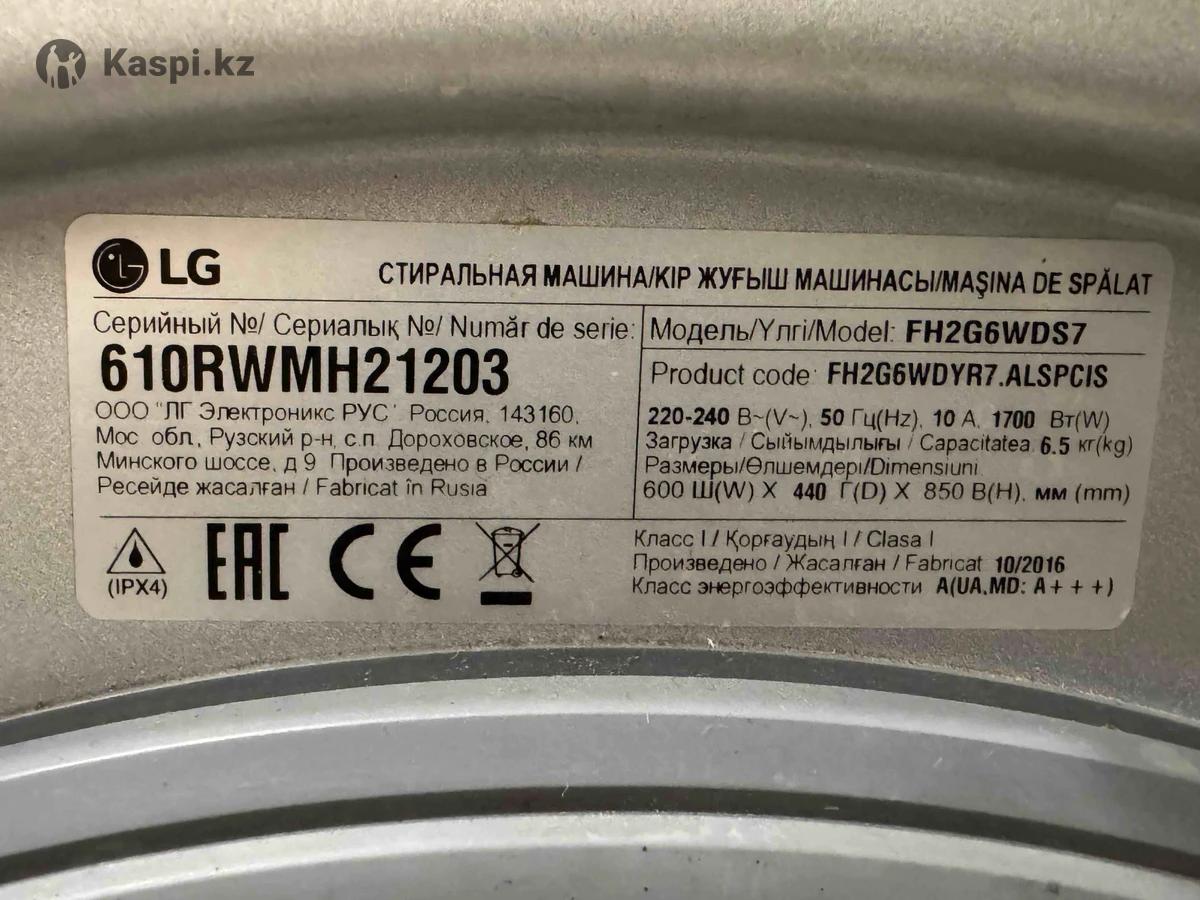 Kaspi.kz
LG
СТИРАЛЬНАЯ МАШИНА/КІР ЖУҒЫШ МАШИНАСЫ/MAŞINA DE SPĂLAT
Серийный №/ Сериалық №/ Număr de serie:
610RWMH21203
ООО "ЛГ Электроникс РУС" Россия, 143160,
Мос обл., Рузский р-н, с.п. Дороховское, 86 км
Минского шоссе, д 9 Произведено в России /
Ресейде жасалған / Fabricat în Rusia
Модель/Үлгі/Model: FH2G6WDS7
Product code: FH2G6WDYR7.ALSPCIS
220-240 В~(V~), 50 Гц(Hz), 10 А, 1700 Вт(W)
Загрузка / Сыйымдылығы / Capacitatea 6.5 кг(kg)
Размеры/Өлшемдері/Dimensiuni
600 Ш(W) X 440 Г(D) X 850 В(H), мм (mm)
(IPX4)
EAC CE
Класс I / Қорғаудың I / Clasa I
Произведено / Жасалған / Fabricat 10/2016
Класс энергоэффективности A(UA,MD: A+ + +)